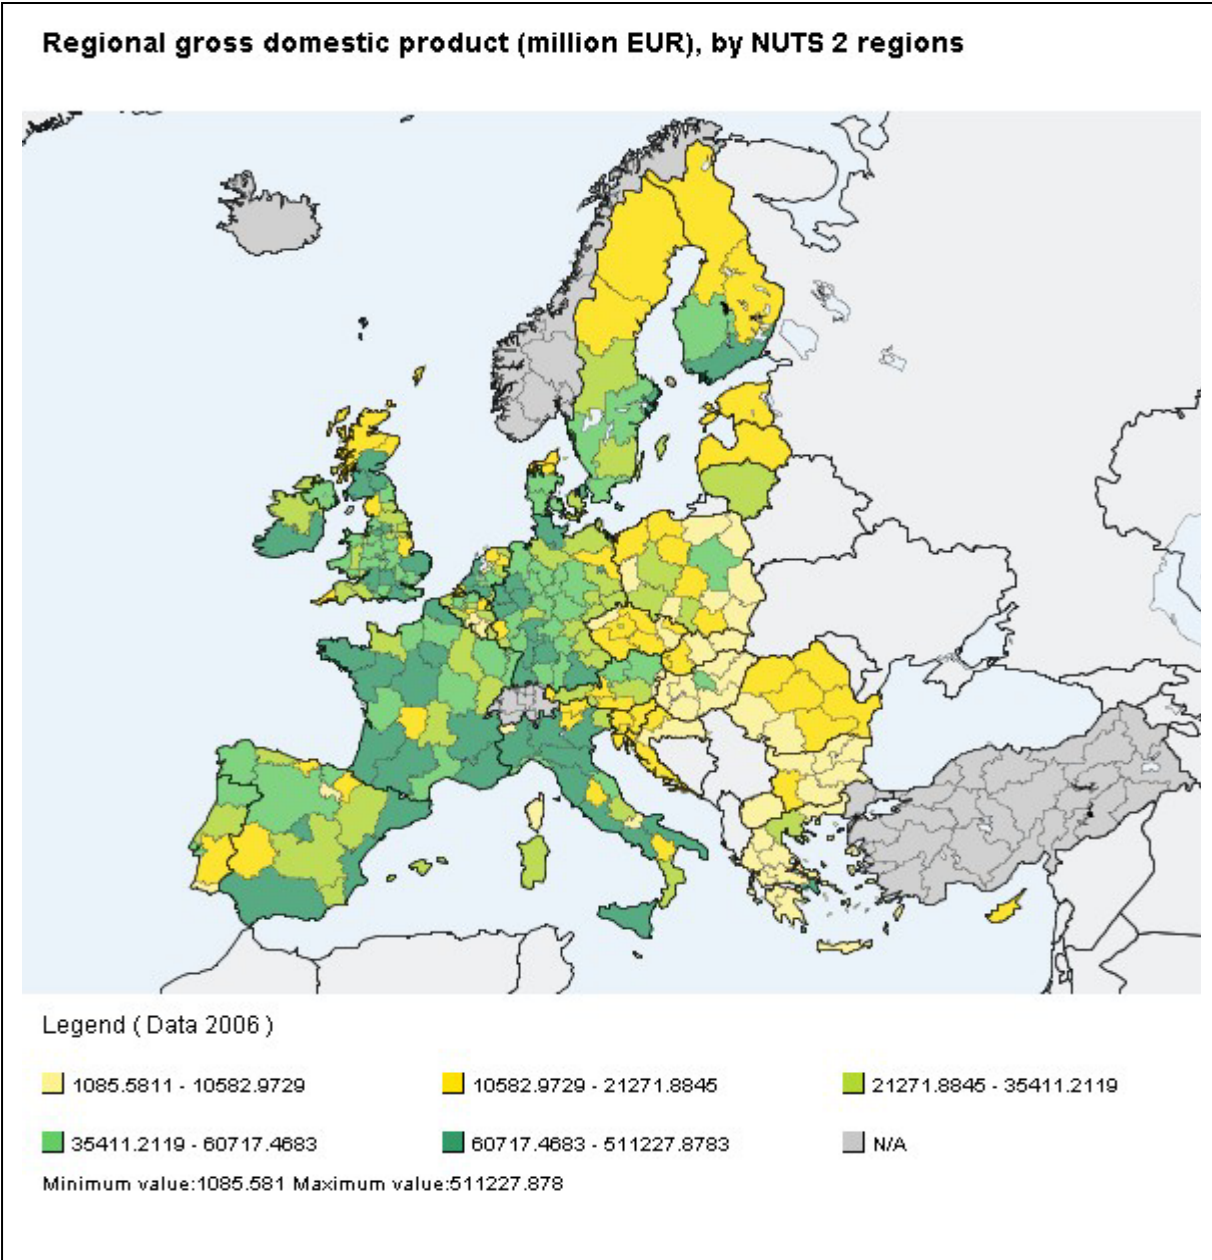 Regional gross domestic product (million EUR), by NUTS 2 regions
Legend ( Data 2006 )
1085.5811 - 10582.9729
10582.9729 - 21271.8845
21271.8845 - 35411.2119
35411.2119 - 60717.4683
60717.4683 - 511227.8783
N/A
Minimum value:1085.581 Maximum value:511227.878